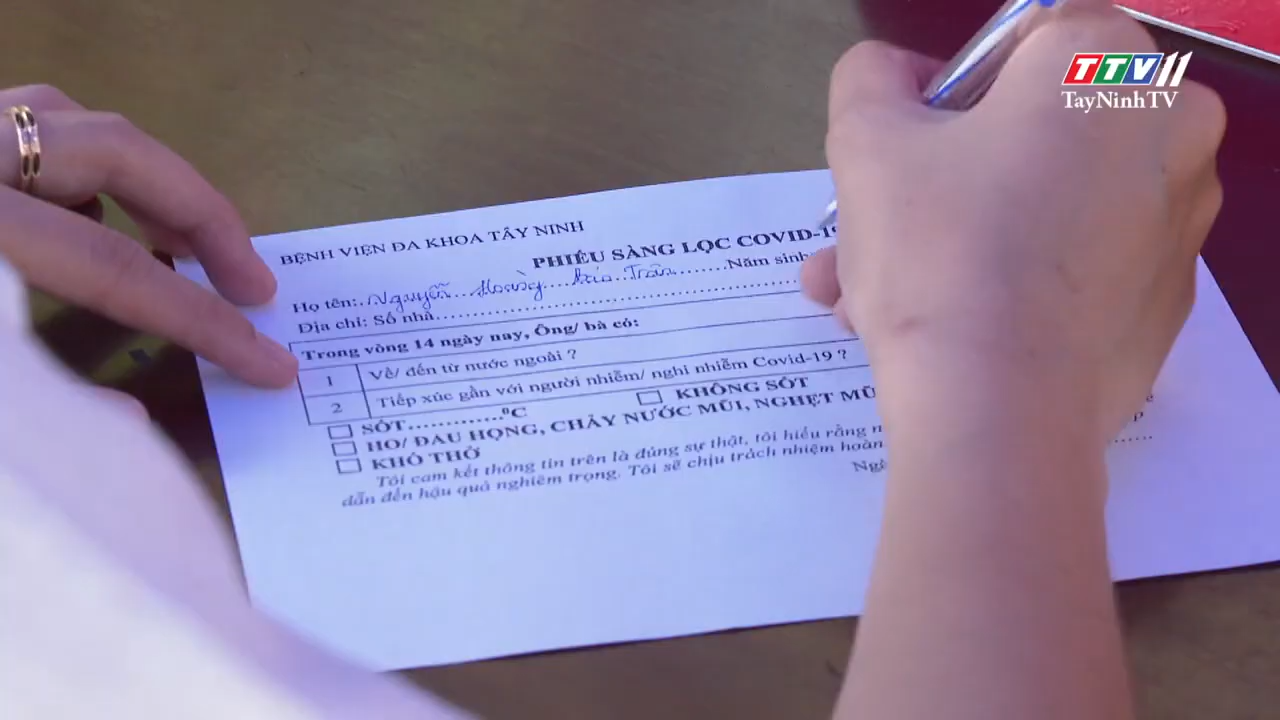 TTV11
TayNinhTV
BỆNH VIỆN ĐA KHOA TÂY NINH
PHIẾU SÀNG LỌC COVID-19
Họ tên:..Nguyễn...Hoàng...Trân........Năm sinh
Địa chỉ: Số nhà
Trong vòng 14 ngày nay, Ông/ bà có:
1 Về/ đến từ nước ngoài ?
2 Tiếp xúc gần với người nhiễm/ nghi nhiễm Covid-19 ?
SỐT.............⁰C KHÔNG SỐT
HO/ ĐAU HỌNG, CHẢY NƯỚC MŨI, NGHẸT MŨ
KHÓ THỞ
Tôi cam kết thông tin trên là đúng sự thật, tôi hiểu rằng n
dẫn đến hậu quả nghiêm trọng. Tôi sẽ chịu trách nhiệm hoàn
Ngà